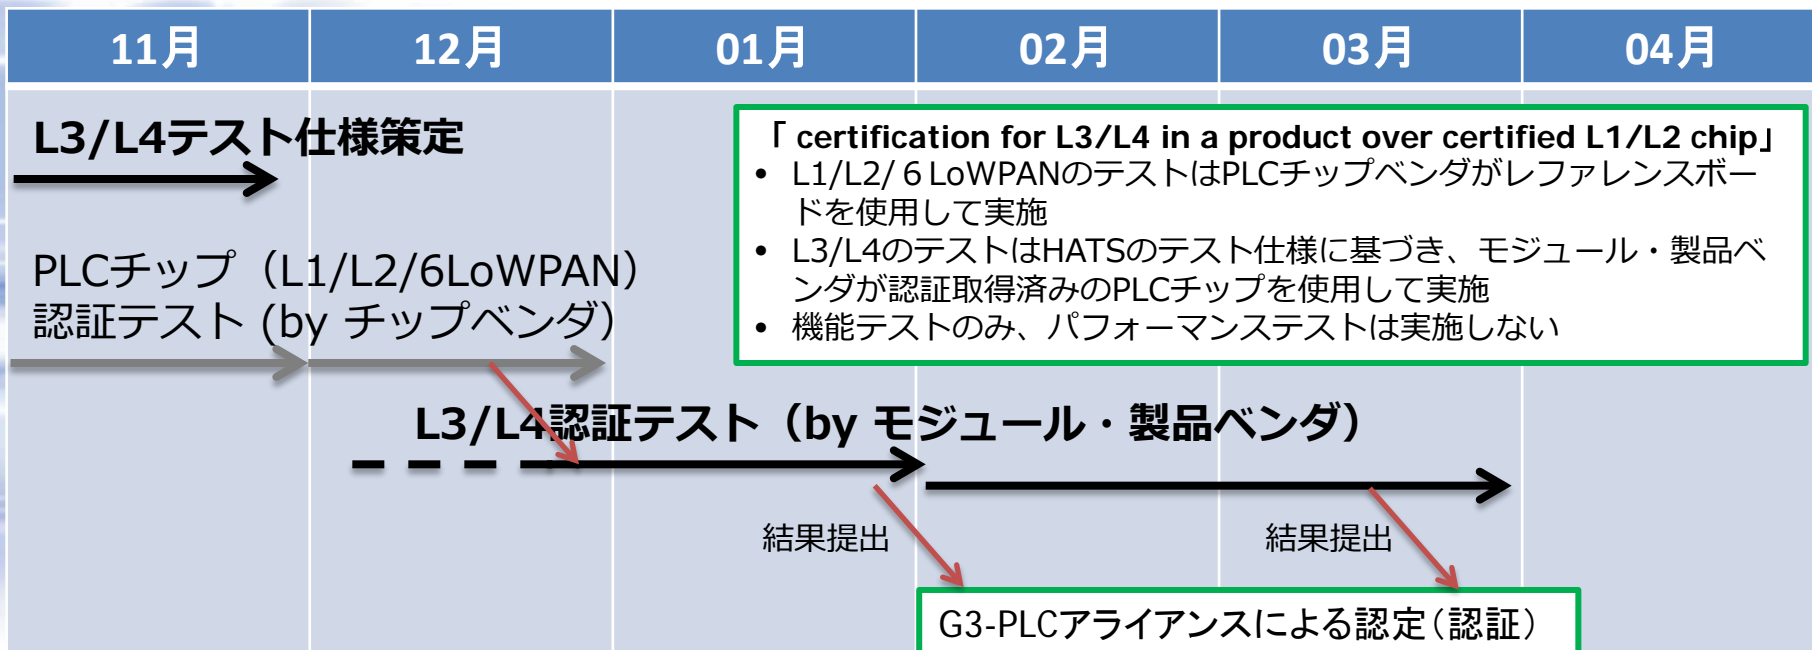 11月 12月 01月 02月 03月 04月
L3/L4テスト仕様策定
「 certification for L3/L4 in a product over certified L1/L2 chip」
• L1/L2/６LoWPANのテストはPLCチップベンダがレファレンスボー
ドを使用して実施
• L3/L4のテストはHATSのテスト仕様に基づき、モジュール・製品ベ
ンダが認証取得済みのPLCチップを使用して実施
• 機能テストのみ、パフォーマンステストは実施しない
PLCチップ（L1/L2/6LoWPAN）
認証テスト (by チップベンダ）
L3/L4認証テスト（by モジュール・製品ベンダ）
結果提出 結果提出
G3-PLCアライアンスによる認定（認証）